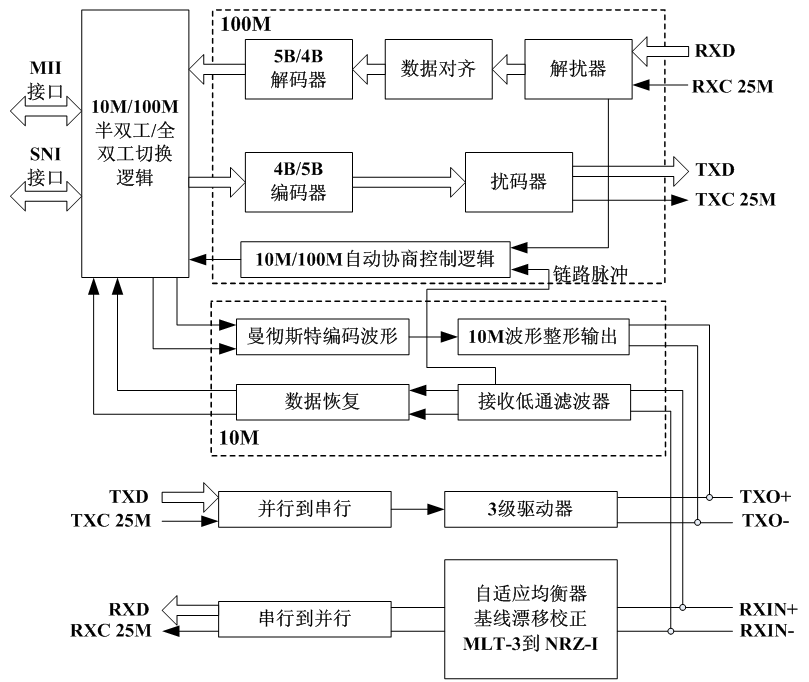 100M
MII
接口
SNI
接口
10M/100M
半双工/全
双工切换
逻辑
5B/4B
解码器
数据对齐
解扰器
RXD
RXC 25M
4B/5B
编码器
扰码器
TXD
TXC 25M
10M/100M自动协商控制逻辑
链路脉冲
曼彻斯特编码波形
10M波形整形输出
数据恢复
接收低通滤波器
10M
TXD
TXC 25M
并行到串行
3级驱动器
TXO+
TXO-
RXD
RXC 25M
串行到并行
自适应均衡器
基线漂移校正
MLT-3到 NRZ-I
RXIN+
RXIN-